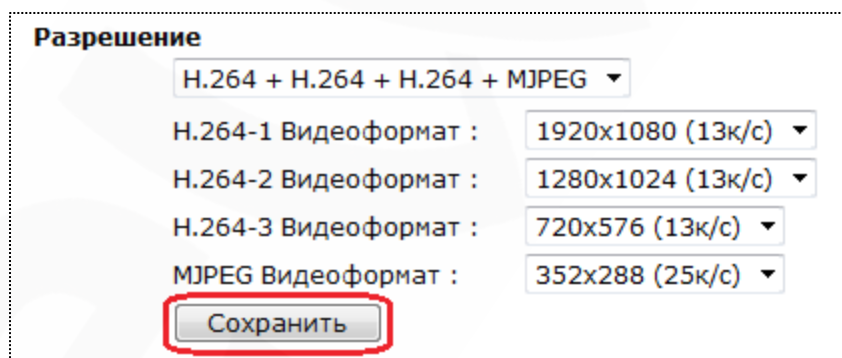 Разрешение
H.264 + H.264 + H.264 + MJPEG
H.264-1 Видеоформат : 1920x1080 (13к/с)
H.264-2 Видеоформат : 1280x1024 (13к/с)
H.264-3 Видеоформат : 720x576 (13к/с)
MJPEG Видеоформат : 352x288 (25к/с)
Сохранить